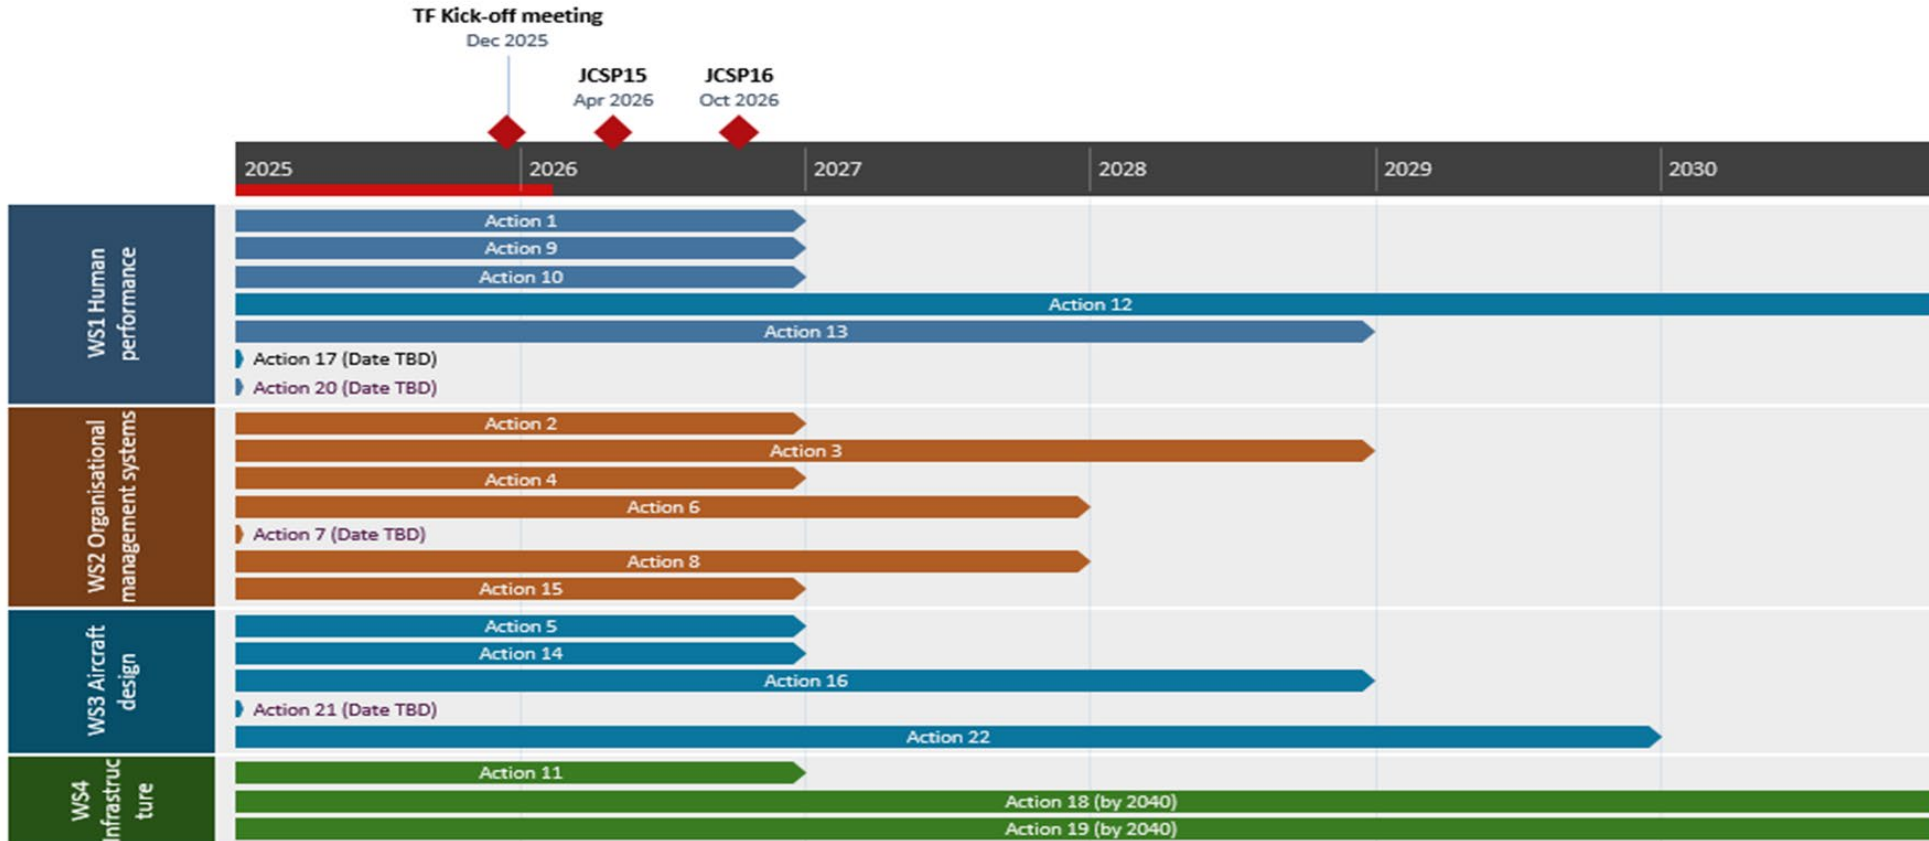 TF Kick-off meeting
Dec 2025
JCSP15
Apr 2026
JCSP16
Oct 2026
2025
2026
2027
2028
2029
2030
WS1 Human
performance
Action 1
Action 9
Action 10
Action 12
Action 13
Action 17 (Date TBD)
Action 20 (Date TBD)
WS2 Organisational
management systems
Action 2
Action 3
Action 4
Action 6
Action 7 (Date TBD)
Action 8
Action 15
WS3 Aircraft
design
Action 5
Action 14
Action 16
Action 21 (Date TBD)
Action 22
WS4
Infrastruc
ture
Action 11
Action 18 (by 2040)
Action 19 (by 2040)